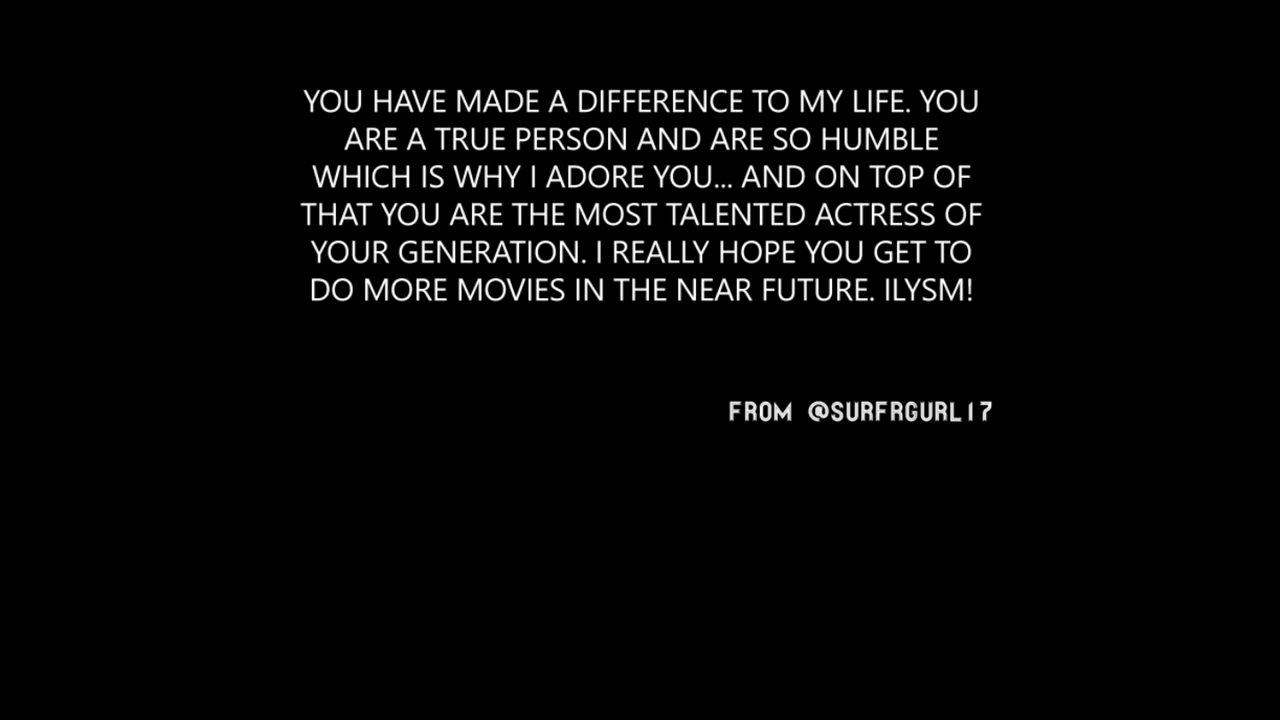 YOU HAVE MADE A DIFFERENCE TO MY LIFE. YOU
ARE A TRUE PERSON AND ARE SO HUMBLE
WHICH IS WHY I ADORE YOU... AND ON TOP OF
THAT YOU ARE THE MOST TALENTED ACTRESS OF
YOUR GENERATION. I REALLY HOPE YOU GET TO
DO MORE MOVIES IN THE NEAR FUTURE. ILYSM!
FROM @SURFRGURL17